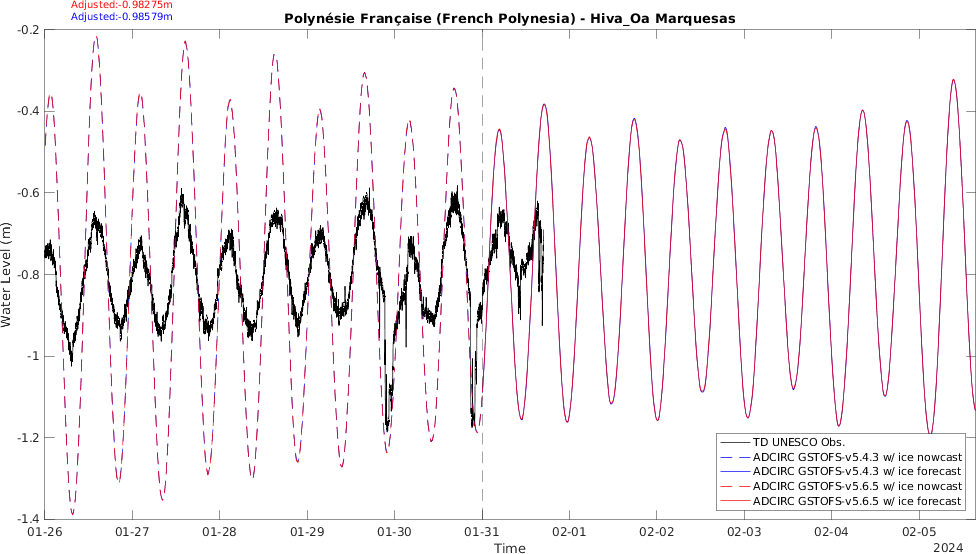 Adjusted:-0.98275m
Adjusted:-0.98579m
Polynésie Française (French Polynesia) - Hiva_Oa Marquesas
Water Level (m)
-0.2
-0.4
-0.6
-0.8
-1
-1.2
-1.4
01-26
01-27
01-28
01-29
01-30
01-31
02-01
02-02
02-03
02-04
02-05
Time
2024
TD UNESCO Obs.
ADCIRC GSTOFS-v5.4.3 w/ ice nowcast
ADCIRC GSTOFS-v5.4.3 w/ ice forecast
ADCIRC GSTOFS-v5.6.5 w/ ice nowcast
ADCIRC GSTOFS-v5.6.5 w/ ice forecast